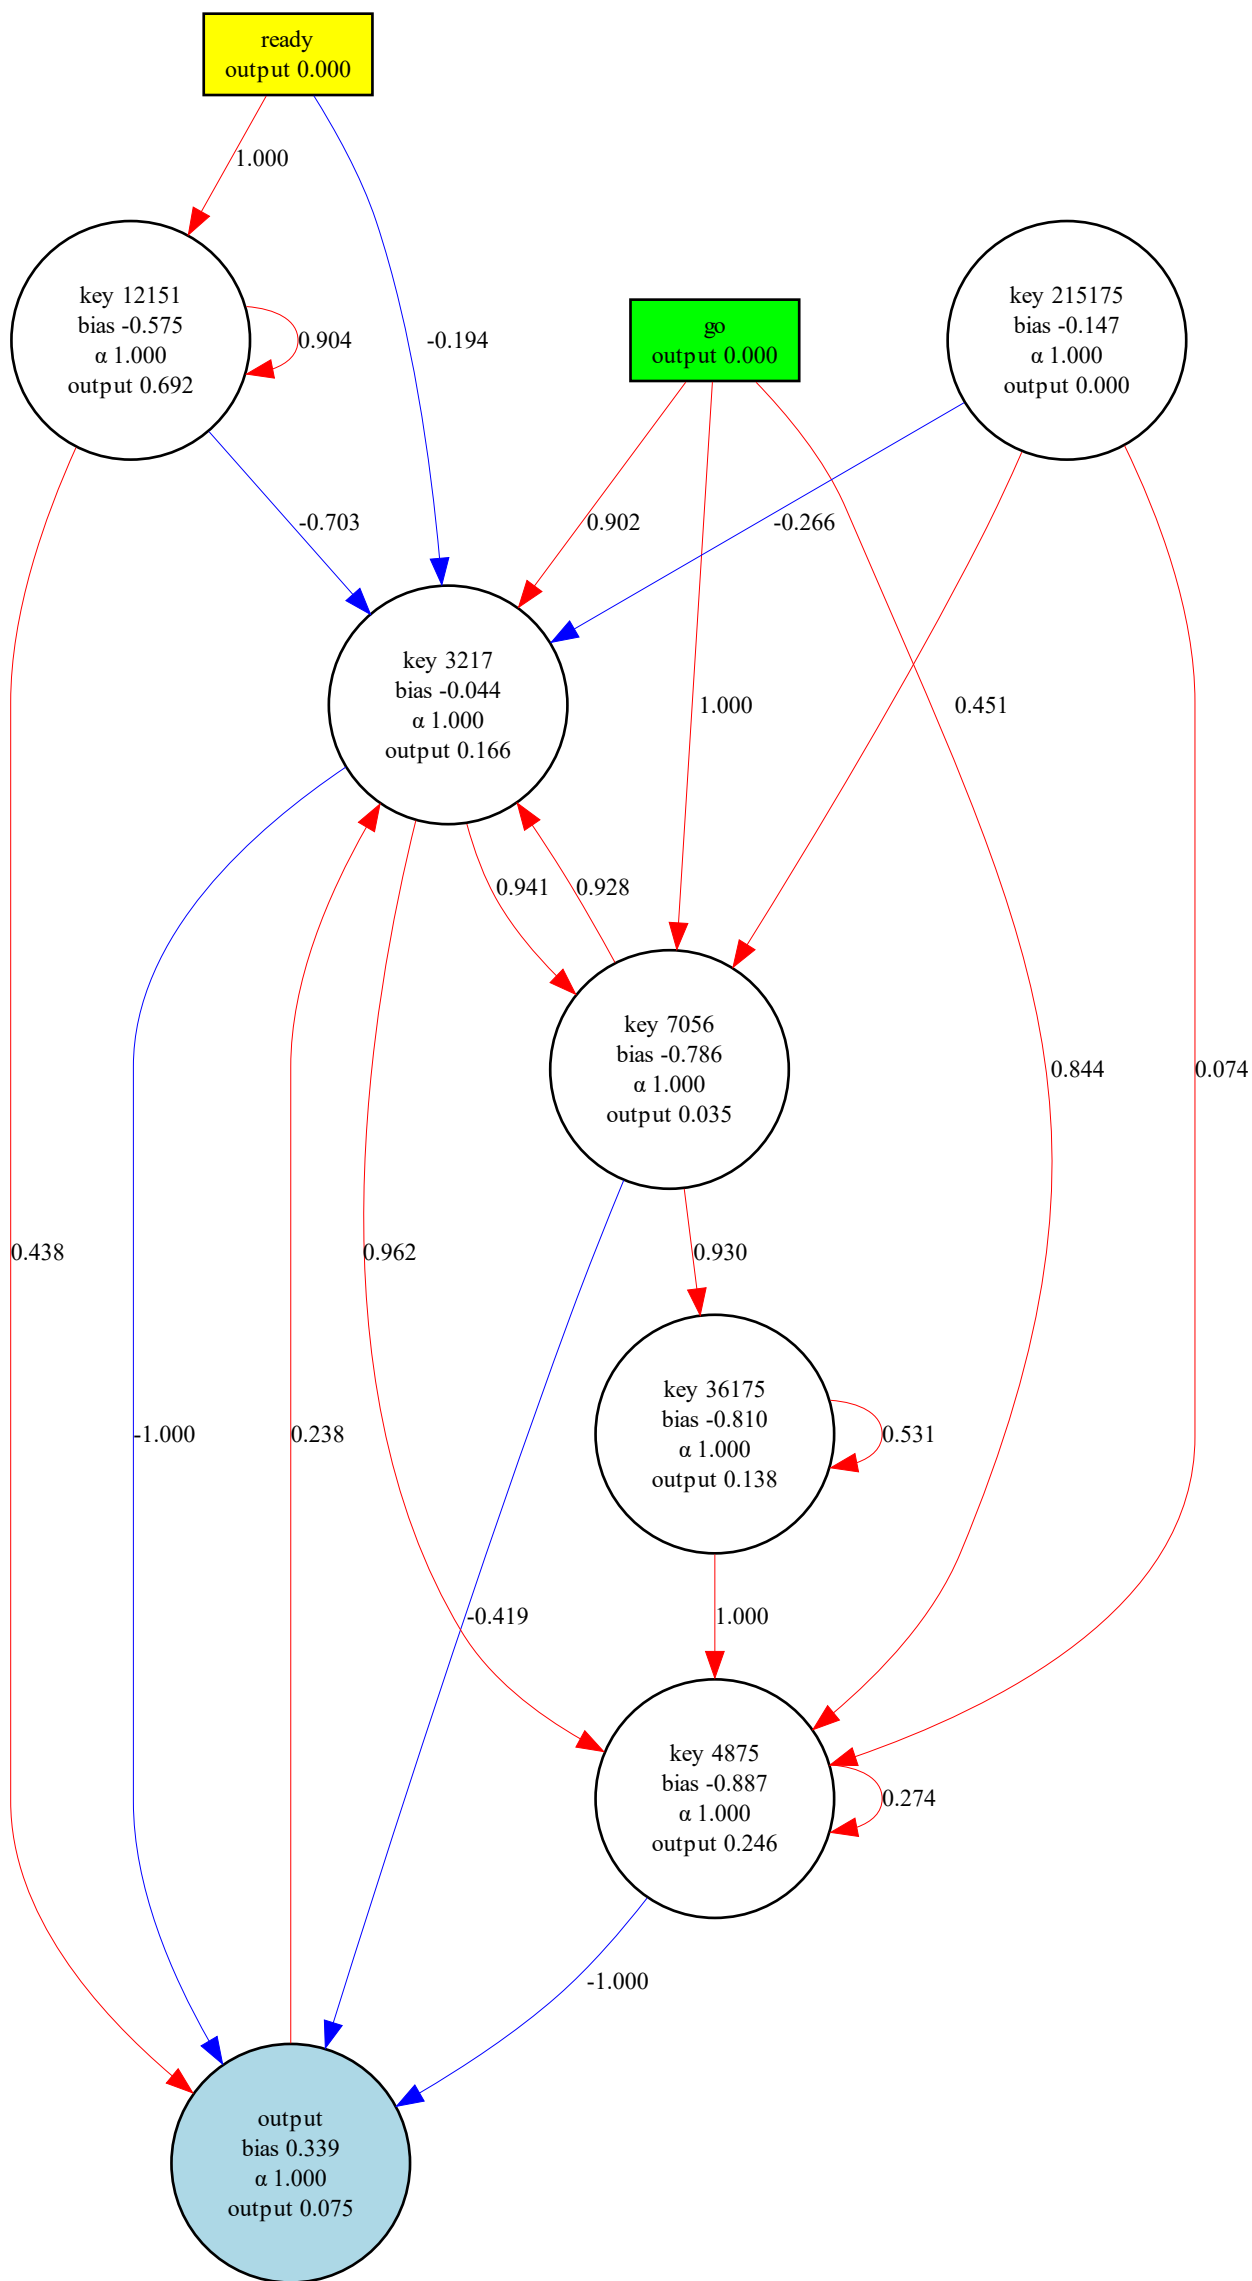 ready
output 0.000
1.000
key 12151
bias -0.575
α 1.000
output 0.692
0.904
-0.194
go
output 0.000
key 215175
bias -0.147
α 1.000
output 0.000
-0.703
0.902
-0.266
key 3217
bias -0.044
α 1.000
output 0.166
1.000
0.451
0.941
0.928
key 7056
bias -0.786
α 1.000
output 0.035
0.844
0.074
0.438
0.962
0.930
key 36175
bias -0.810
α 1.000
output 0.138
0.531
-1.000
0.238
-0.419
1.000
key 4875
bias -0.887
α 1.000
output 0.246
0.274
-1.000
output
bias 0.339
α 1.000
output 0.075